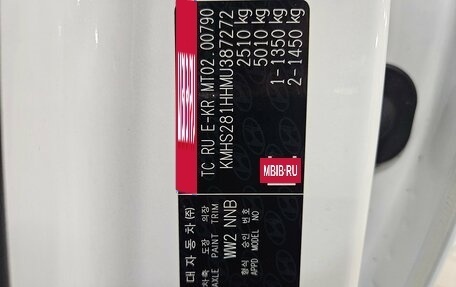 TC RU E-KR.MT02.00790
KMHS281HHMU387272
2510 kg
5010 kg
1-1350 kg
2-1450 kg
MBIB.RU
대 자 동 차 (주)
차축 도장 의장
AXLE PAINT TRIM
WW2 NNB
형식 승인 번호
APPD MODEL NO